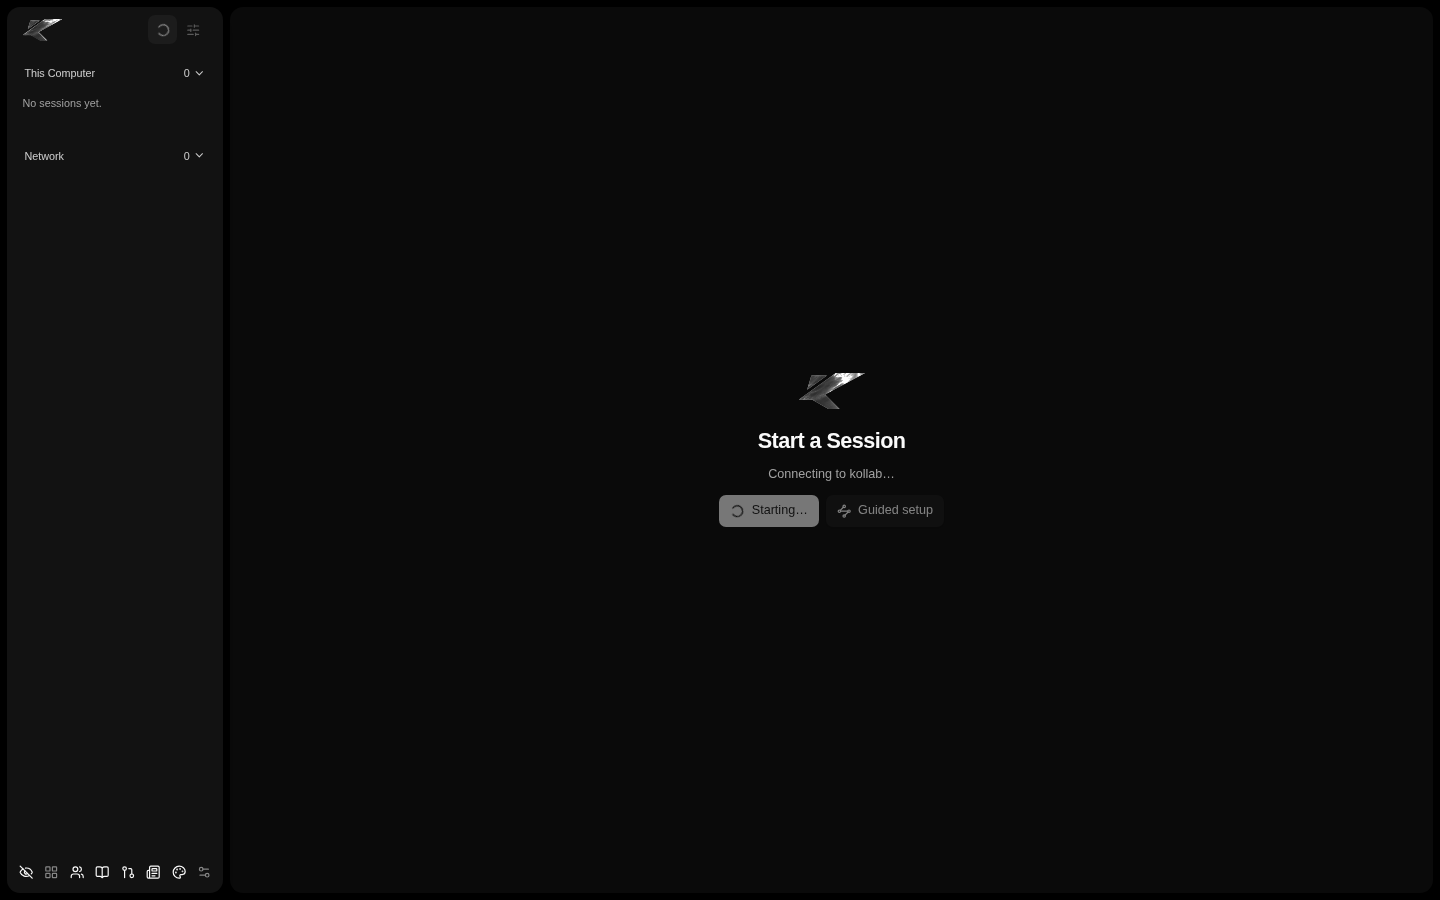 This Computer 0
No sessions yet.
Network 0
Start a Session
Connecting to kollab…
Starting… Guided setup